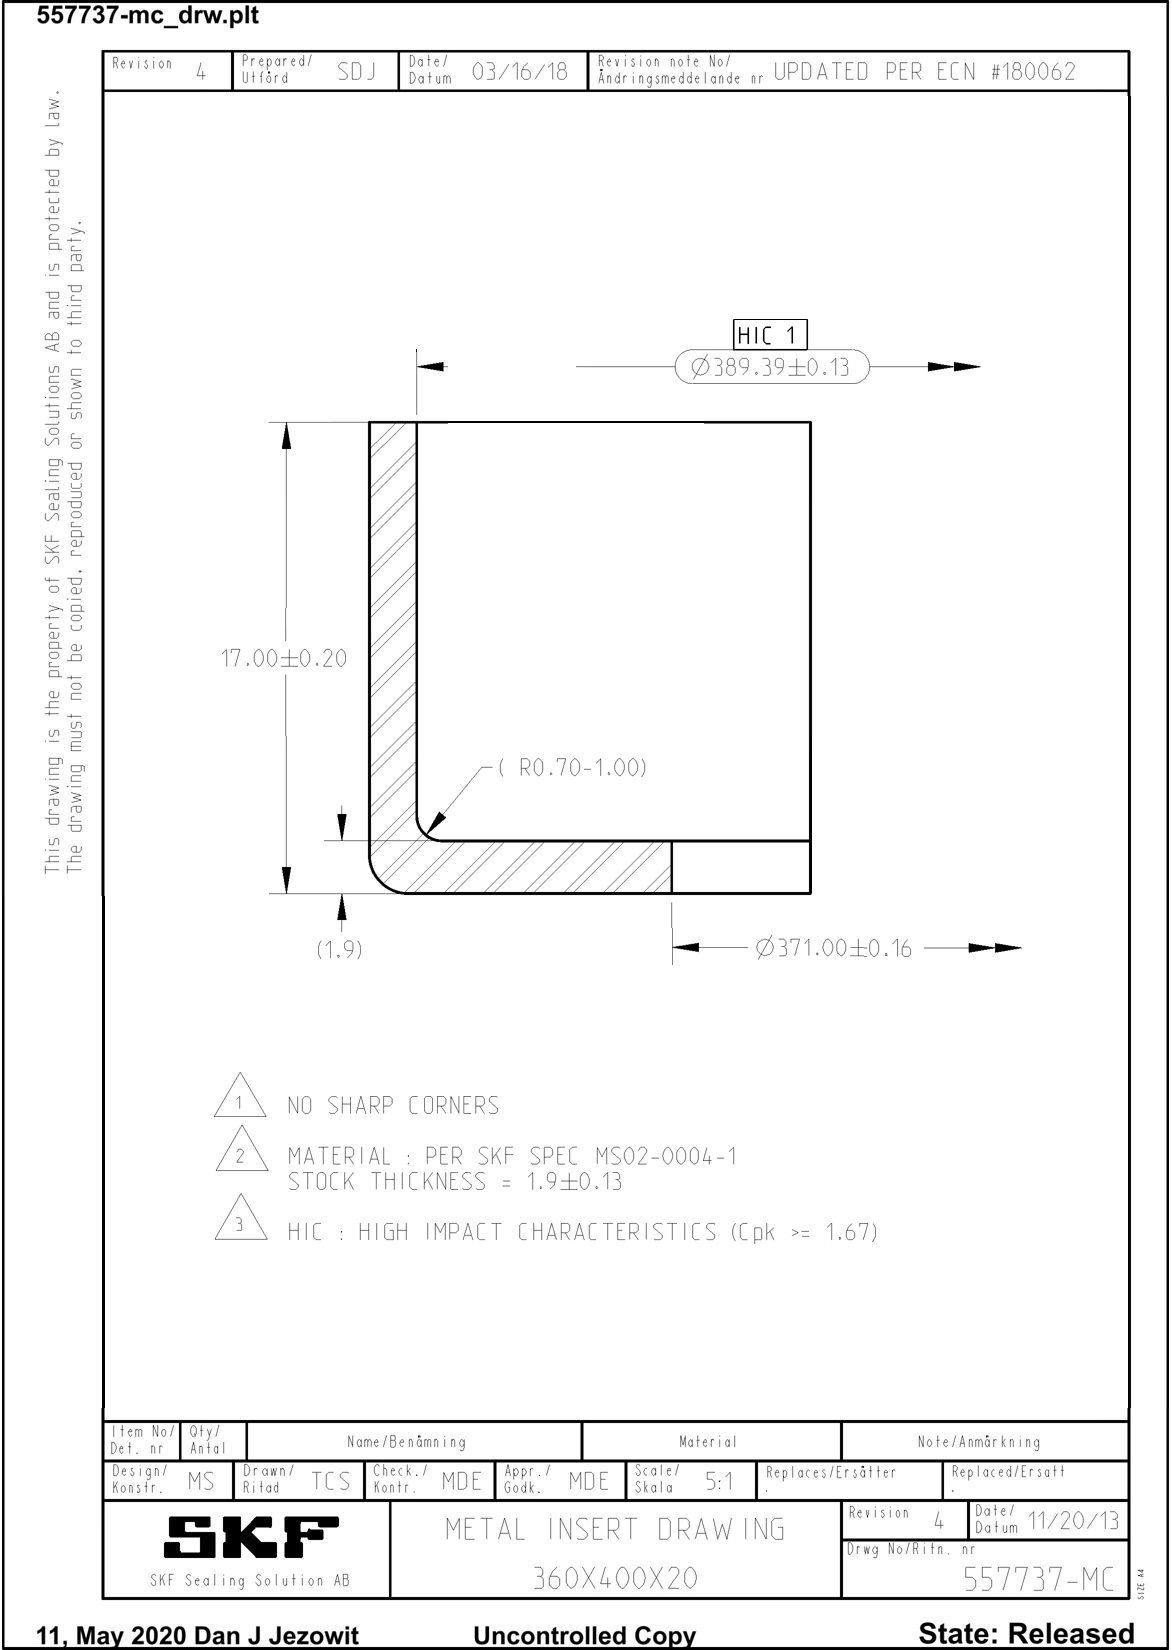 557737-mc_drw.plt
Revision 4 Prepared/ Utförd SDJ Date/ Datum 03/16/18 Revision note No/ Ändringsmeddelande nr UPDATED PER ECN #180062
This drawing is the property of SKF Sealing Solutions AB and is protected by law.
The drawing must not be copied, reproduced or shown to third party.
HIC 1
Ø389.39±0.13
17.00±0.20
( R0.70-1.00)
(1.9)
Ø371.00±0.16
1 NO SHARP CORNERS
2 MATERIAL : PER SKF SPEC MS02-0004-1
STOCK THICKNESS = 1.9±0.13
3 HIC : HIGH IMPACT CHARACTERISTICS (Cpk >= 1.67)
Item No/ Det. nr Qty/ Antal Name/Benämning Material Note/Anmärkning
Design/ Konstr. MS Drawn/ Ritad TCS Check./ Kontr. MDE Appr./ Godk. MDE Scale/ Skala 5:1 Replaces/Ersätter . Replaced/Ersatt .
SKF
SKF Sealing Solution AB
METAL INSERT DRAWING
360X400X20
Revision 4 Date/ Datum 11/20/13
Drwg No/Ritn. nr
557737-MC
SIZE A4
11, May 2020 Dan J Jezowit Uncontrolled Copy State: Released